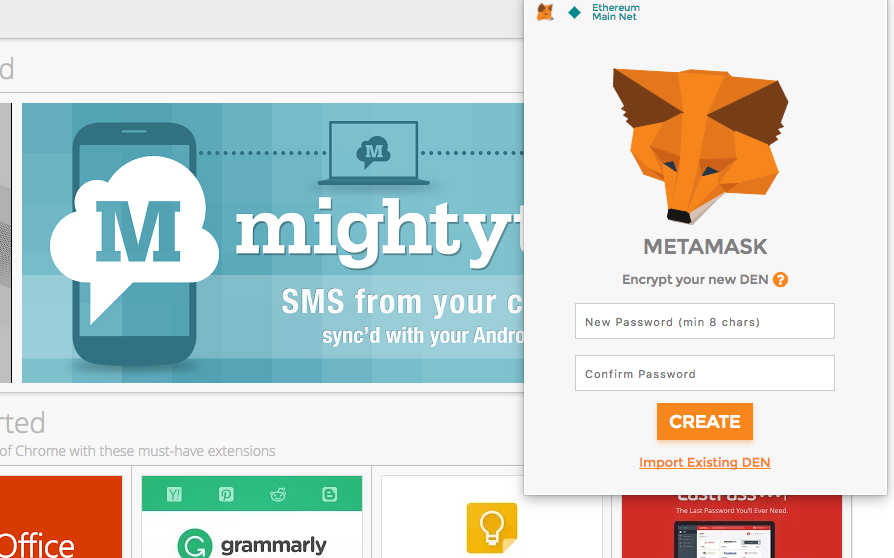 Ethereum
Main Net
d
M
M
mightyt
SMS from your c
sync'd with your Andro
METAMASK
Encrypt your new DEN ?
New Password (min 8 chars)
Confirm Password
CREATE
Import Existing DEN
rted
of Chrome with these must-have extensions
Office
Y!
G grammarly
LastPass
The Last Password You'll Ever Need.